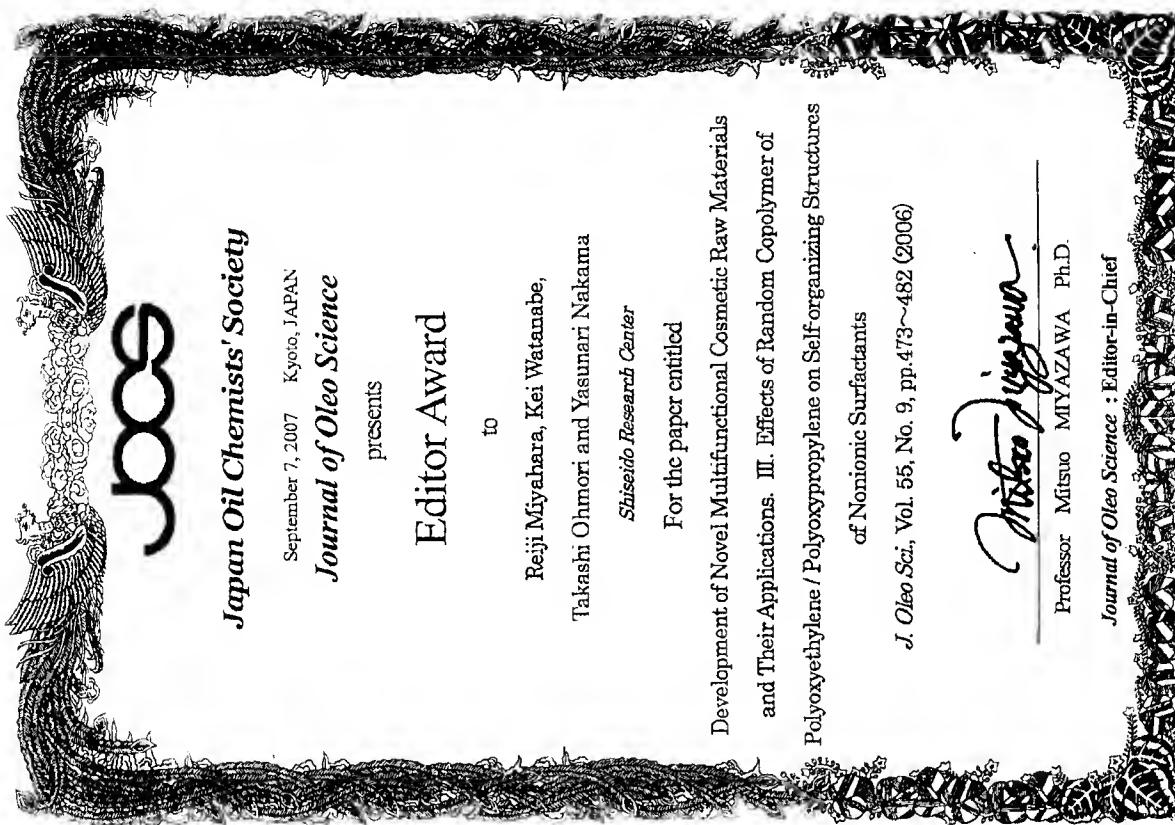 JOCS
Japan Oil Chemists' Society
September 7, 2007 Kyoto, JAPAN
Journal of Oleo Science
presents
Editor Award
to
Reiji Miyahara, Kei Watanabe,
Takashi Ohmori and Yasunari Nakama
Shiseido Research Center
For the paper entitled
Development of Novel Multifunctional Cosmetic Raw Materials
and Their Applications. III. Effects of Random Copolymer of
Polyoxyethylene / Polyoxypropylene on Self-organizing Structures
of Nonionic Surfactants
J. Oleo Sci., Vol. 55, No. 9, pp.473~482 (2006)
Mitsuo Miyazawa
Professor Mitsuo MIYAZAWA Ph.D.
Journal of Oleo Science : Editor-in-Chief